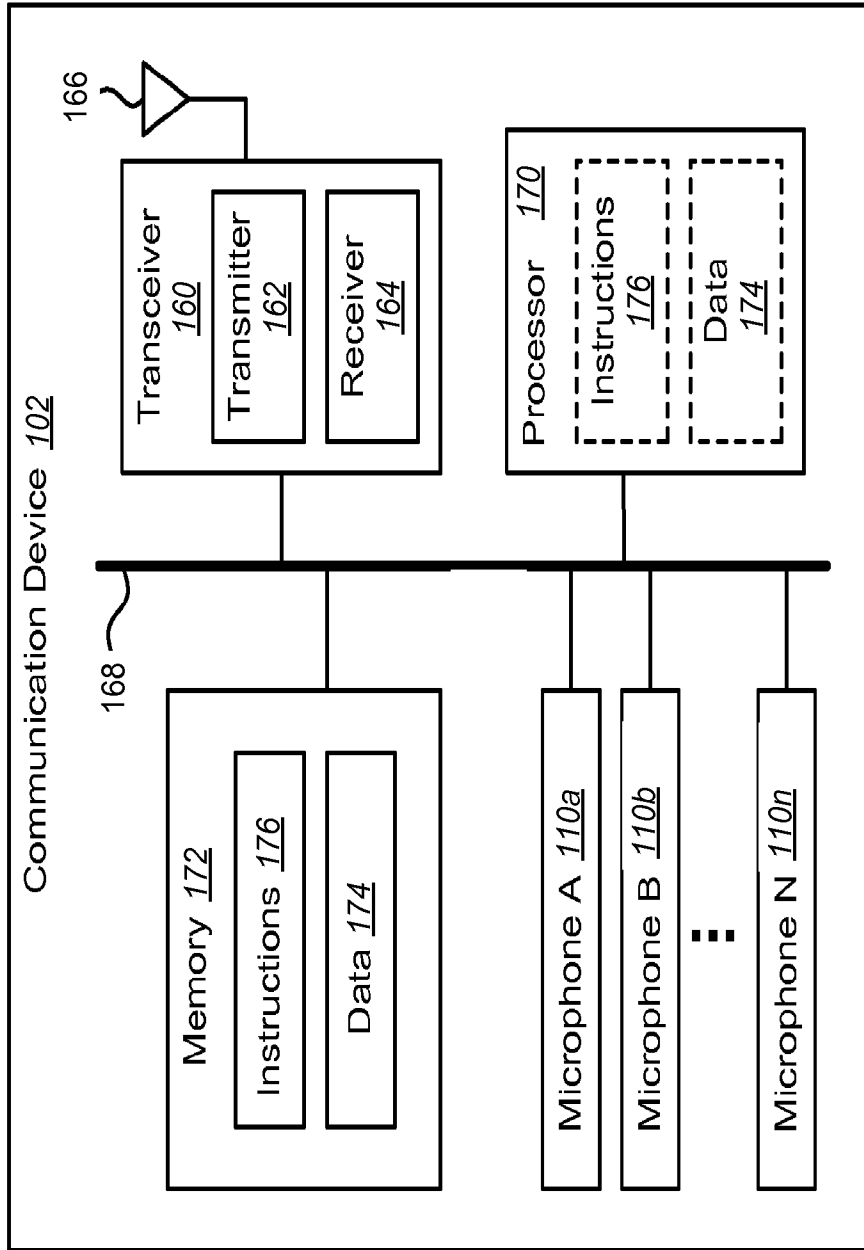 Communication Device 102
Memory 172
Instructions 176
Data 174
168
Transceiver
160
Transmitter
162
Receiver
164
166
Microphone A 110a
Microphone B 110b
Microphone N 110n
Processor 170
Instructions
176
Data
174